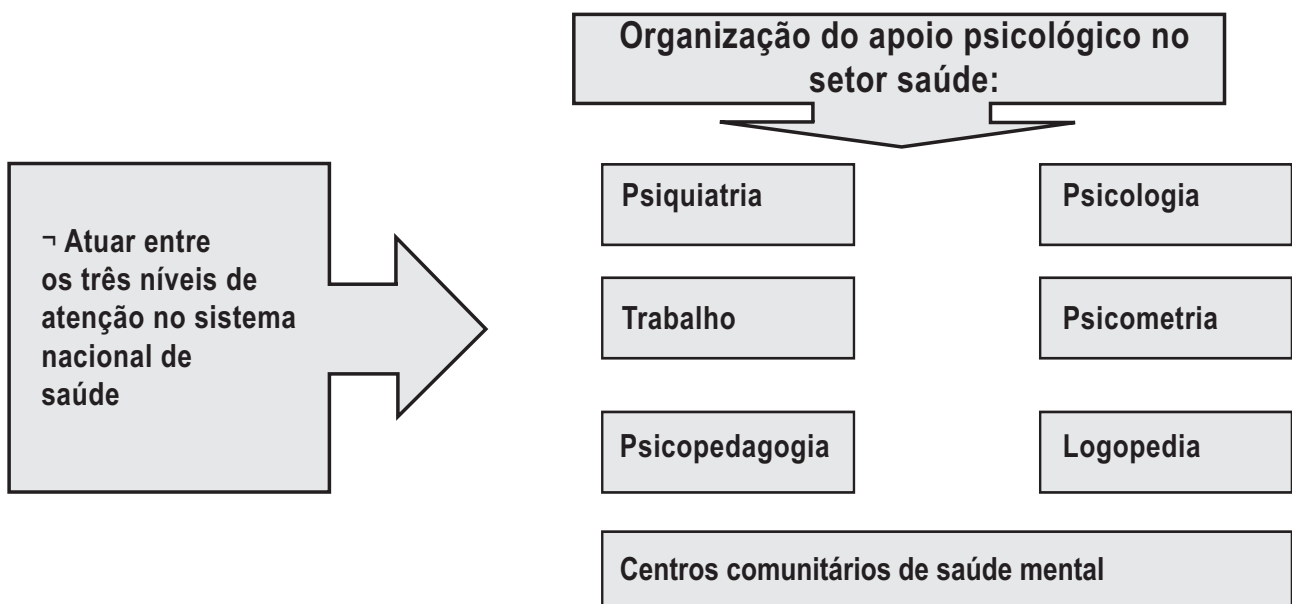 Organização do apoio psicológico no
setor saúde:
¬ Atuar entre
os três níveis de
atenção no sistema
nacional de
saúde
Psiquiatria
Psicologia
Trabalho
Psicometria
Psicopedagogia
Logopedia
Centros comunitários de saúde mental